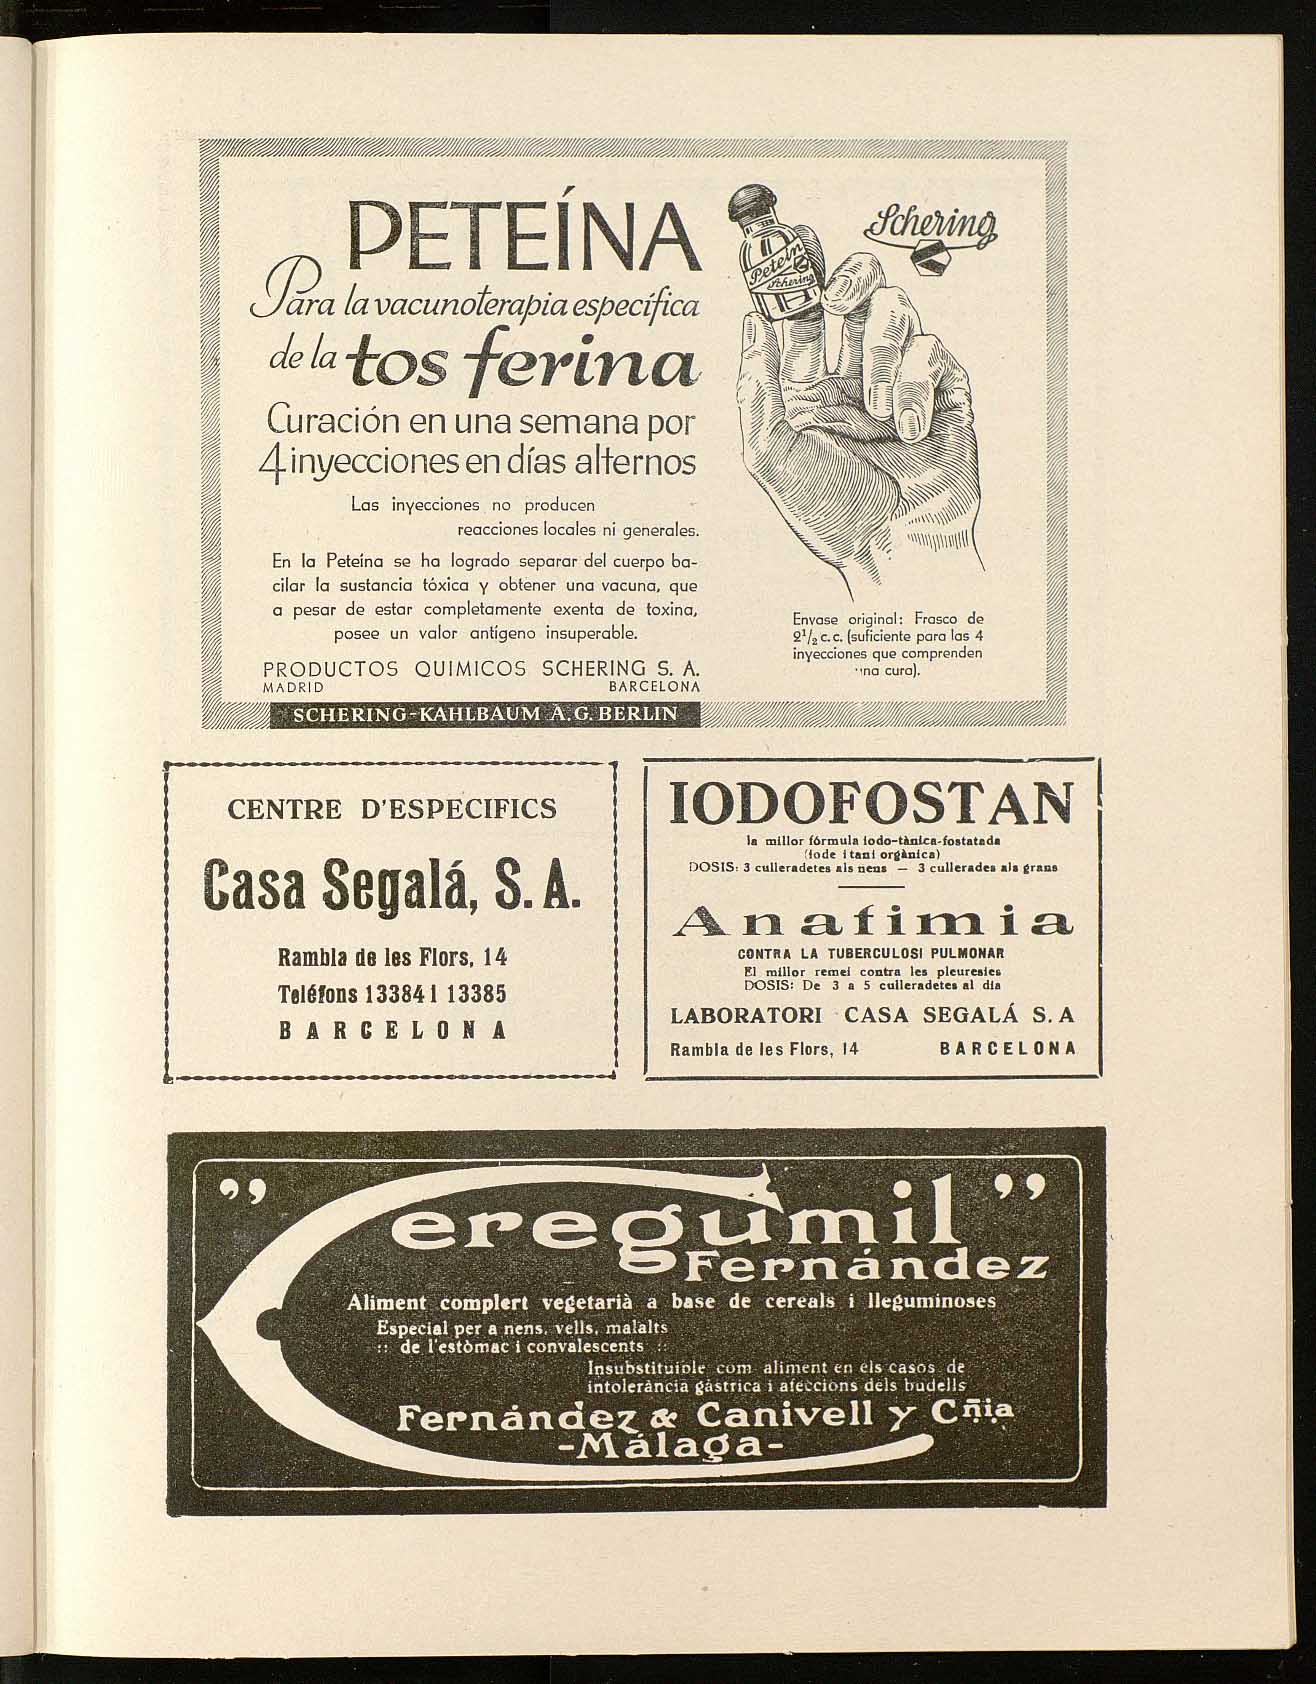 PETEÍNA
Para la vacunoterapia específica
de la tos ferina
Curación en una semana por
4 inyecciones en días alternos
Las inyecciones no producen
reacciones locales ni generales.
En la Peteína se ha logrado separar del cuerpo ba-
cilar la sustancia tóxica y obtener una vacuna, que
a pesar de estar completamente exenta de toxina,
posee un valor antígeno insuperable.
PRODUCTOS QUIMICOS SCHERING S. A.
MADRID BARCELONA
SCHERING-KAHLBAUM A.G. BERLIN
Schering
Petein
Schering
Envase original: Frasco de
2 1/2 c. c. (suficiente para las 4
inyecciones que comprenden
una cura).
CENTRE D'ESPECIFICS
Casa Segalá, S. A.
Rambla de les Flors, 14
Teléfons 13384 i 13385
BARCELONA
IODOFOSTAN
la millor fórmula iodo-tànica-fostatada
(iode i tani orgànica)
DOSIS: 3 culleradetes als nens — 3 cullerades als grans
Anafimia
CONTRA LA TUBERCULOSI PULMONAR
El millor remei contra les pleuresies
DOSIS: De 3 a 5 culleradetes al dia
LABORATORI CASA SEGALÁ S. A
Rambla de les Flors, 14 BARCELONA
"Ceregumil"
Fernández
Aliment complert vegetarià a base de cereals i lleguminoses
Especial per a nens, vells, malalts
:: de l'estòmac i convalescents ::
Insubstituible com aliment en els casos de
intolerància gàstrica i afeccions dels budells
Fernández & Canivell y Cñia
-Málaga-